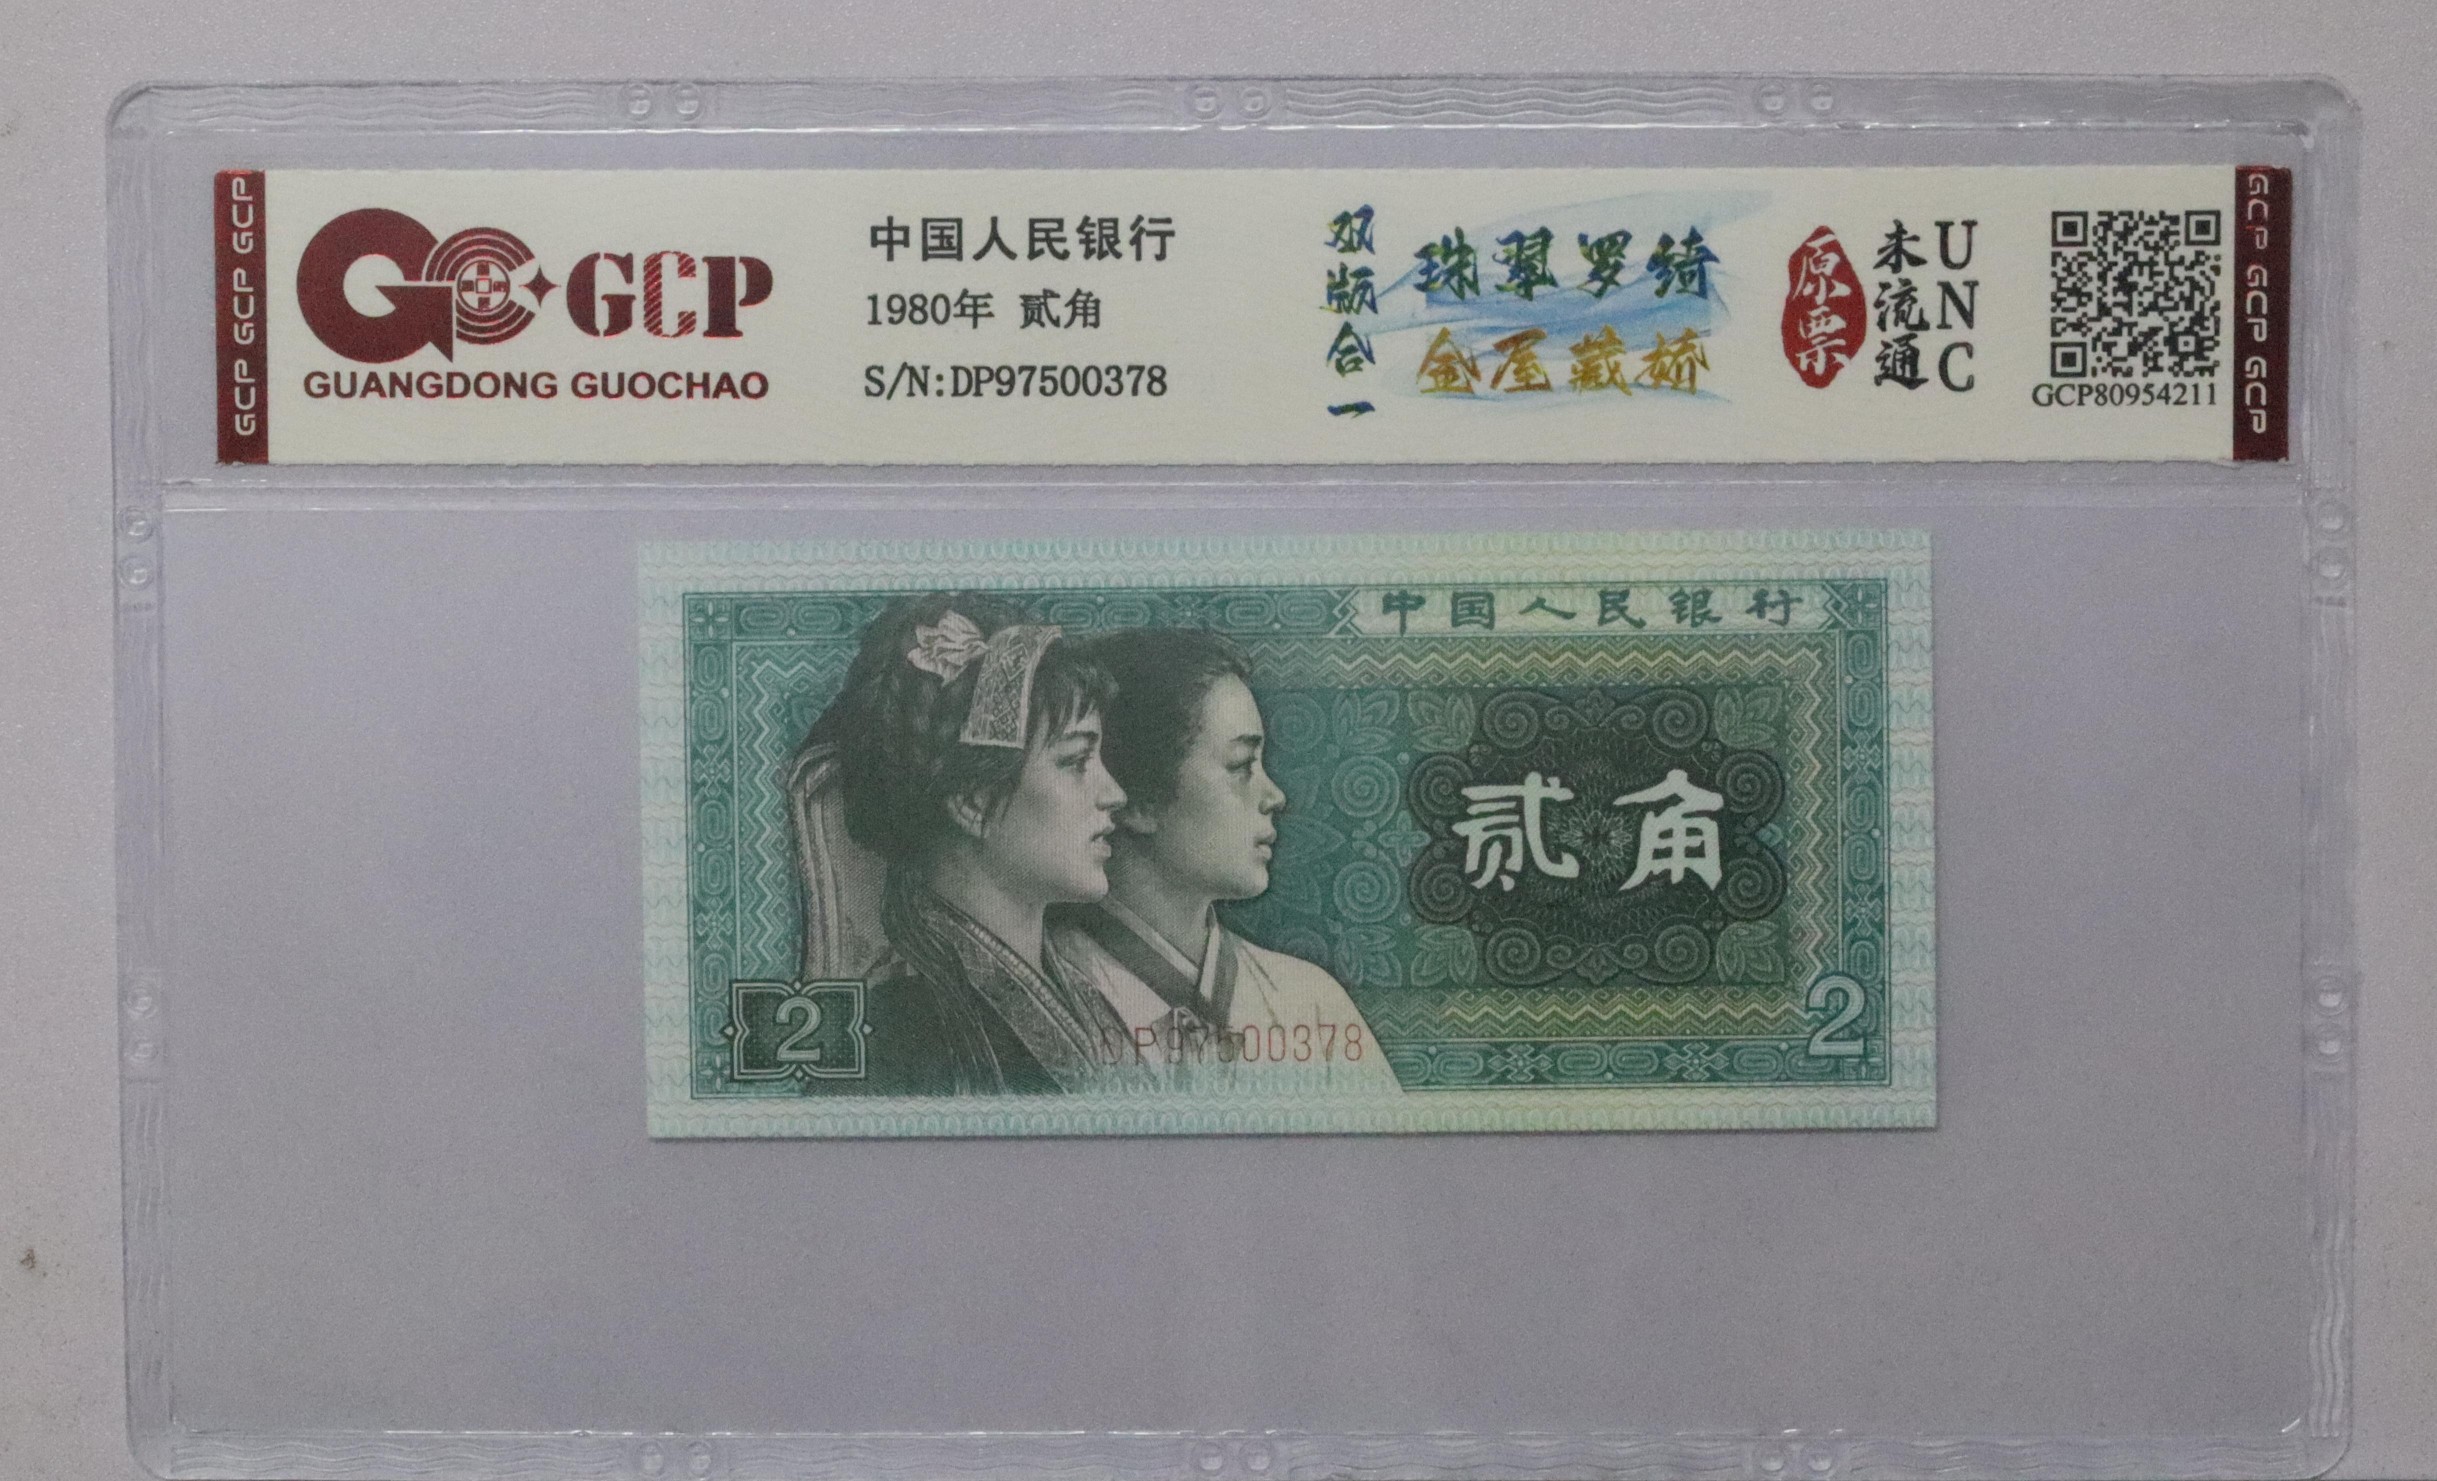 GCP GCP GCP
GCP
GUANGDONG GUOCHAO
中国人民银行
1980年 贰角
S/N:DP97500378
双版合一
珠翠罗绮
金屋藏娇
原票
未流通
UNC
GCP80954211
GCP GCP GCP
中国人民银行
贰角
2
2
DP97500378